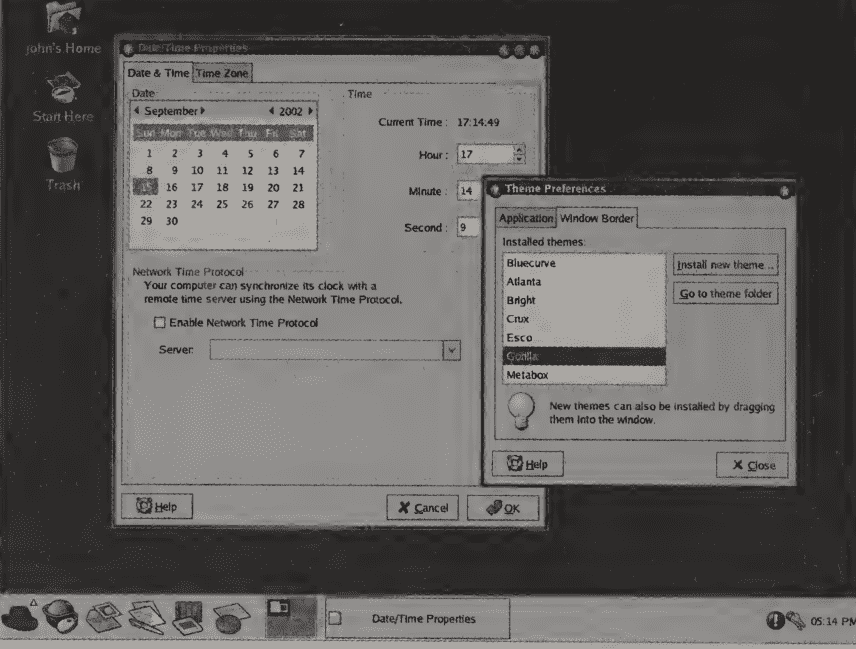 john's Home
Start Here
Trash
Date/Time Properties
Date & Time Time Zone
Date
September 2002
Sun Mon Tue Wed Thu Fri Sat
1 2 3 4 5 6 7
8 9 10 11 12 13 14
15 16 17 18 19 20 21
22 23 24 25 26 27 28
29 30
Time
Current Time : 17:14:49
Hour : 17
Minute : 14
Second : 9
Network Time Protocol
Your computer can synchronize its clock with a
remote time server using the Network Time Protocol.
Enable Network Time Protocol
Server:
Help
Cancel
OK
Theme Preferences
Application Window Border
Installed themes:
Bluecurve
Atlanta
Bright
Crux
Esco
Gorilla
Metabox
Install new theme...
Go to theme folder
New themes can also be installed by dragging
them into the window.
Help
Close
Date/Time Properties
05:14 PM